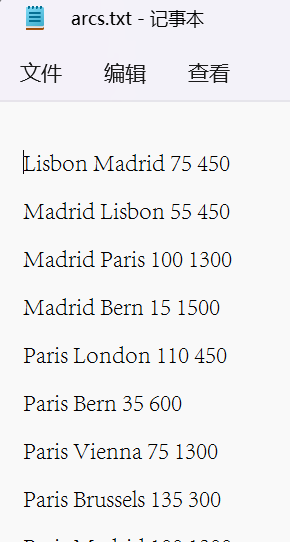 arcs.txt - 记事本
文件 编辑 查看
Lisbon Madrid 75 450
Madrid Lisbon 55 450
Madrid Paris 100 1300
Madrid Bern 15 1500
Paris London 110 450
Paris Bern 35 600
Paris Vienna 75 1300
Paris Brussels 135 300